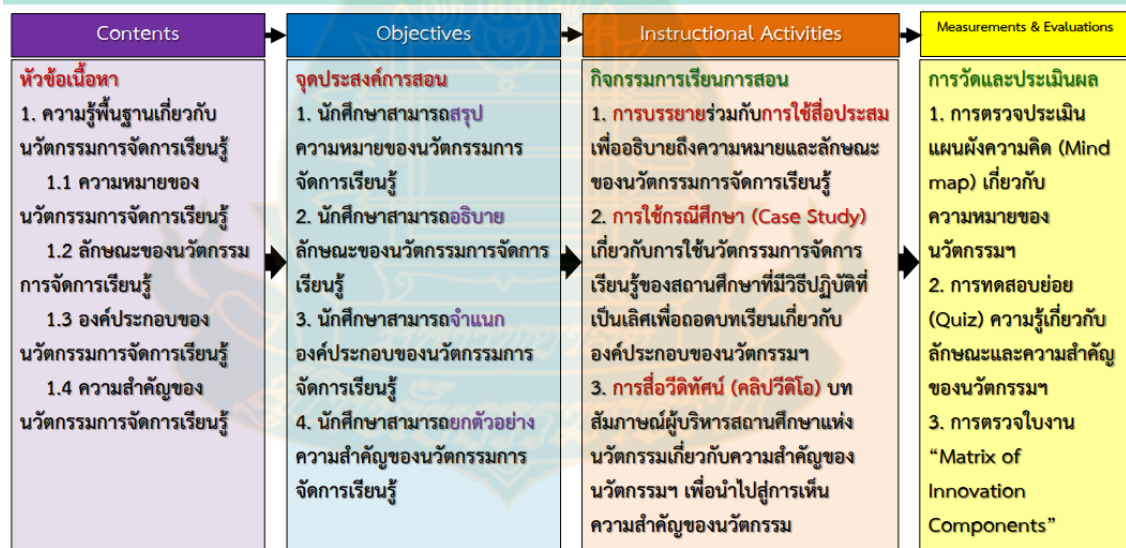 Contents
หัวข้อเนื้อหา
1. ความรู้พื้นฐานเกี่ยวกับ
นวัตกรรมการจัดการเรียนรู้
1.1 ความหมายของ
นวัตกรรมการจัดการเรียนรู้
1.2 ลักษณะของนวัตกรรม
การจัดการเรียนรู้
1.3 องค์ประกอบของ
นวัตกรรมการจัดการเรียนรู้
1.4 ความสำคัญของ
นวัตกรรมการจัดการเรียนรู้
Objectives
จุดประสงค์การสอน
1. นักศึกษาสามารถสรุป
ความหมายของนวัตกรรมการ
จัดการเรียนรู้
2. นักศึกษาสามารถอธิบาย
ลักษณะของนวัตกรรมการจัดการ
เรียนรู้
3. นักศึกษาสามารถจำแนก
องค์ประกอบของนวัตกรรมการ
จัดการเรียนรู้
4. นักศึกษาสามารถยกตัวอย่าง
ความสำคัญของนวัตกรรมการ
จัดการเรียนรู้
Instructional Activities
กิจกรรมการเรียนการสอน
1. การบรรยายร่วมกับการใช้สื่อประสม
เพื่ออธิบายถึงความหมายและลักษณะ
ของนวัตกรรมการจัดการเรียนรู้
2. การใช้กรณีศึกษา (Case Study)
เกี่ยวกับการใช้นวัตกรรมการจัดการ
เรียนรู้ของสถานศึกษาที่มีวิธีปฏิบัติที่
เป็นเลิศเพื่อถอดบทเรียนเกี่ยวกับ
องค์ประกอบของนวัตกรรมฯ
3. การสื่อวีดิทัศน์ (คลิปวีดิโอ) บท
สัมภาษณ์ผู้บริหารสถานศึกษาแห่ง
นวัตกรรมเกี่ยวกับความสำคัญของ
นวัตกรรมฯ เพื่อนำไปสู่การเห็น
ความสำคัญของนวัตกรรม
Measurements & Evaluations
การวัดและประเมินผล
1. การตรวจประเมิน
แผนผังความคิด (Mind
map) เกี่ยวกับ
ความหมายของ
นวัตกรรมฯ
2. การทดสอบย่อย
(Quiz) ความรู้เกี่ยวกับ
ลักษณะและความสำคัญ
ของนวัตกรรมฯ
3. การตรวจใบงาน
“Matrix of
Innovation
Components”